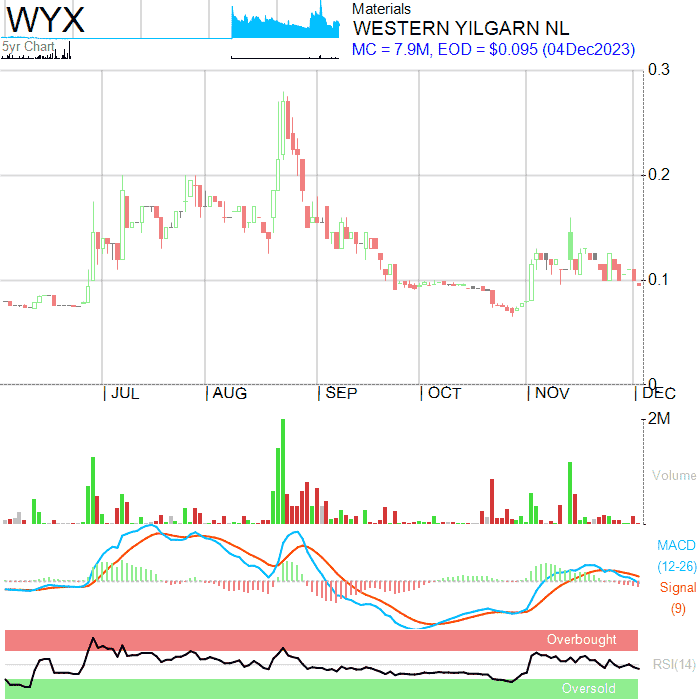 WYX
5yr Chart
Materials
WESTERN YILGARN NL
MC = 7.9M, EOD = $0.095 (04Dec2023)
0.3
0.2
0.1
0
JUL AUG SEP OCT NOV DEC
2M
Volume
MACD
(12-26)
Signal
(9)
Overbought
RSI(14)
Oversold